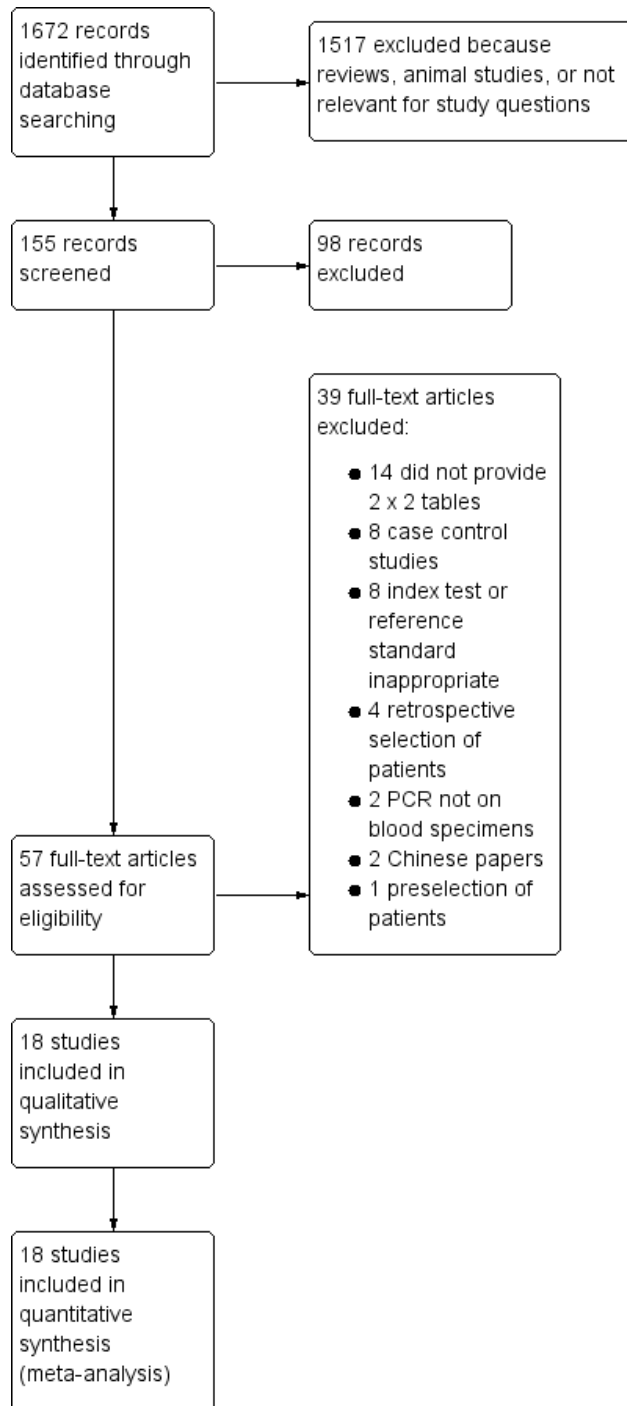 1672 records
identified through
database
searching
1517 excluded because
reviews, animal studies, or not
relevant for study questions
155 records
screened
98 records
excluded
39 full-text articles
excluded:
● 14 did not provide
2 x 2 tables
● 8 case control
studies
● 8 index test or
reference
standard
inappropriate
● 4 retrospective
selection of
patients
● 2 PCR not on
blood specimens
● 2 Chinese papers
● 1 preselection of
patients
57 full-text articles
assessed for
eligibility
18 studies
included in
qualitative
synthesis
18 studies
included in
quantitative
synthesis
(meta-analysis)